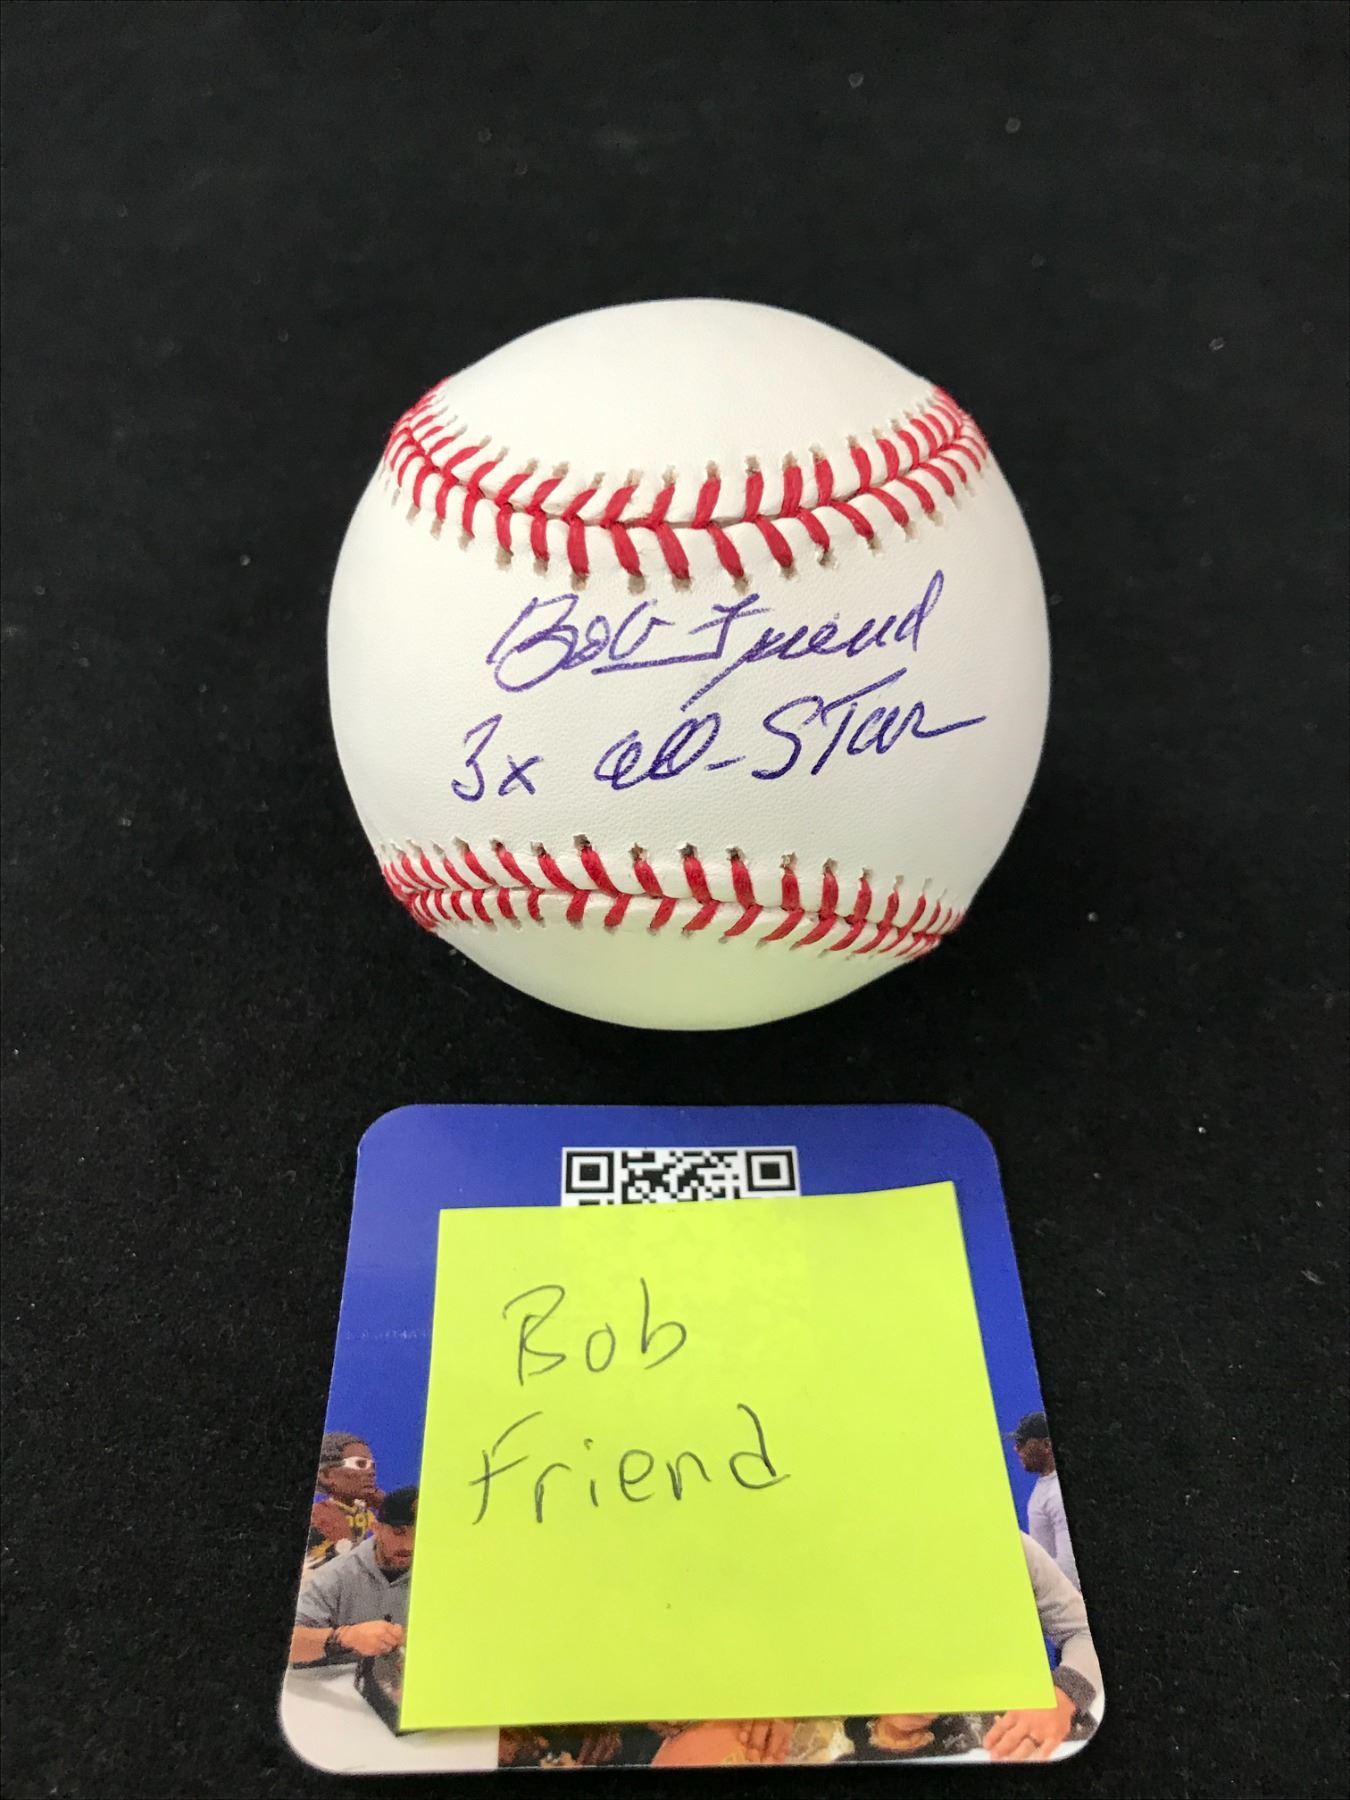 Bob Friend
3x all-STar
Bob
Friend